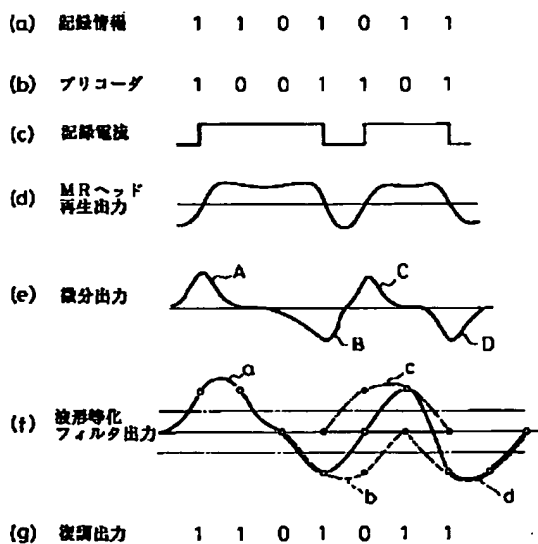 (a) 記録情報 1 1 0 1 0 1 1
(b) プリコーダ 1 0 0 1 1 0 1
(c) 記録電流
(d) MRヘッド
再生出力
(e) 微分出力 A B C D
(f) 波形等化
フィルタ出力 a b c d
(g) 復調出力 1 1 0 1 0 1 1